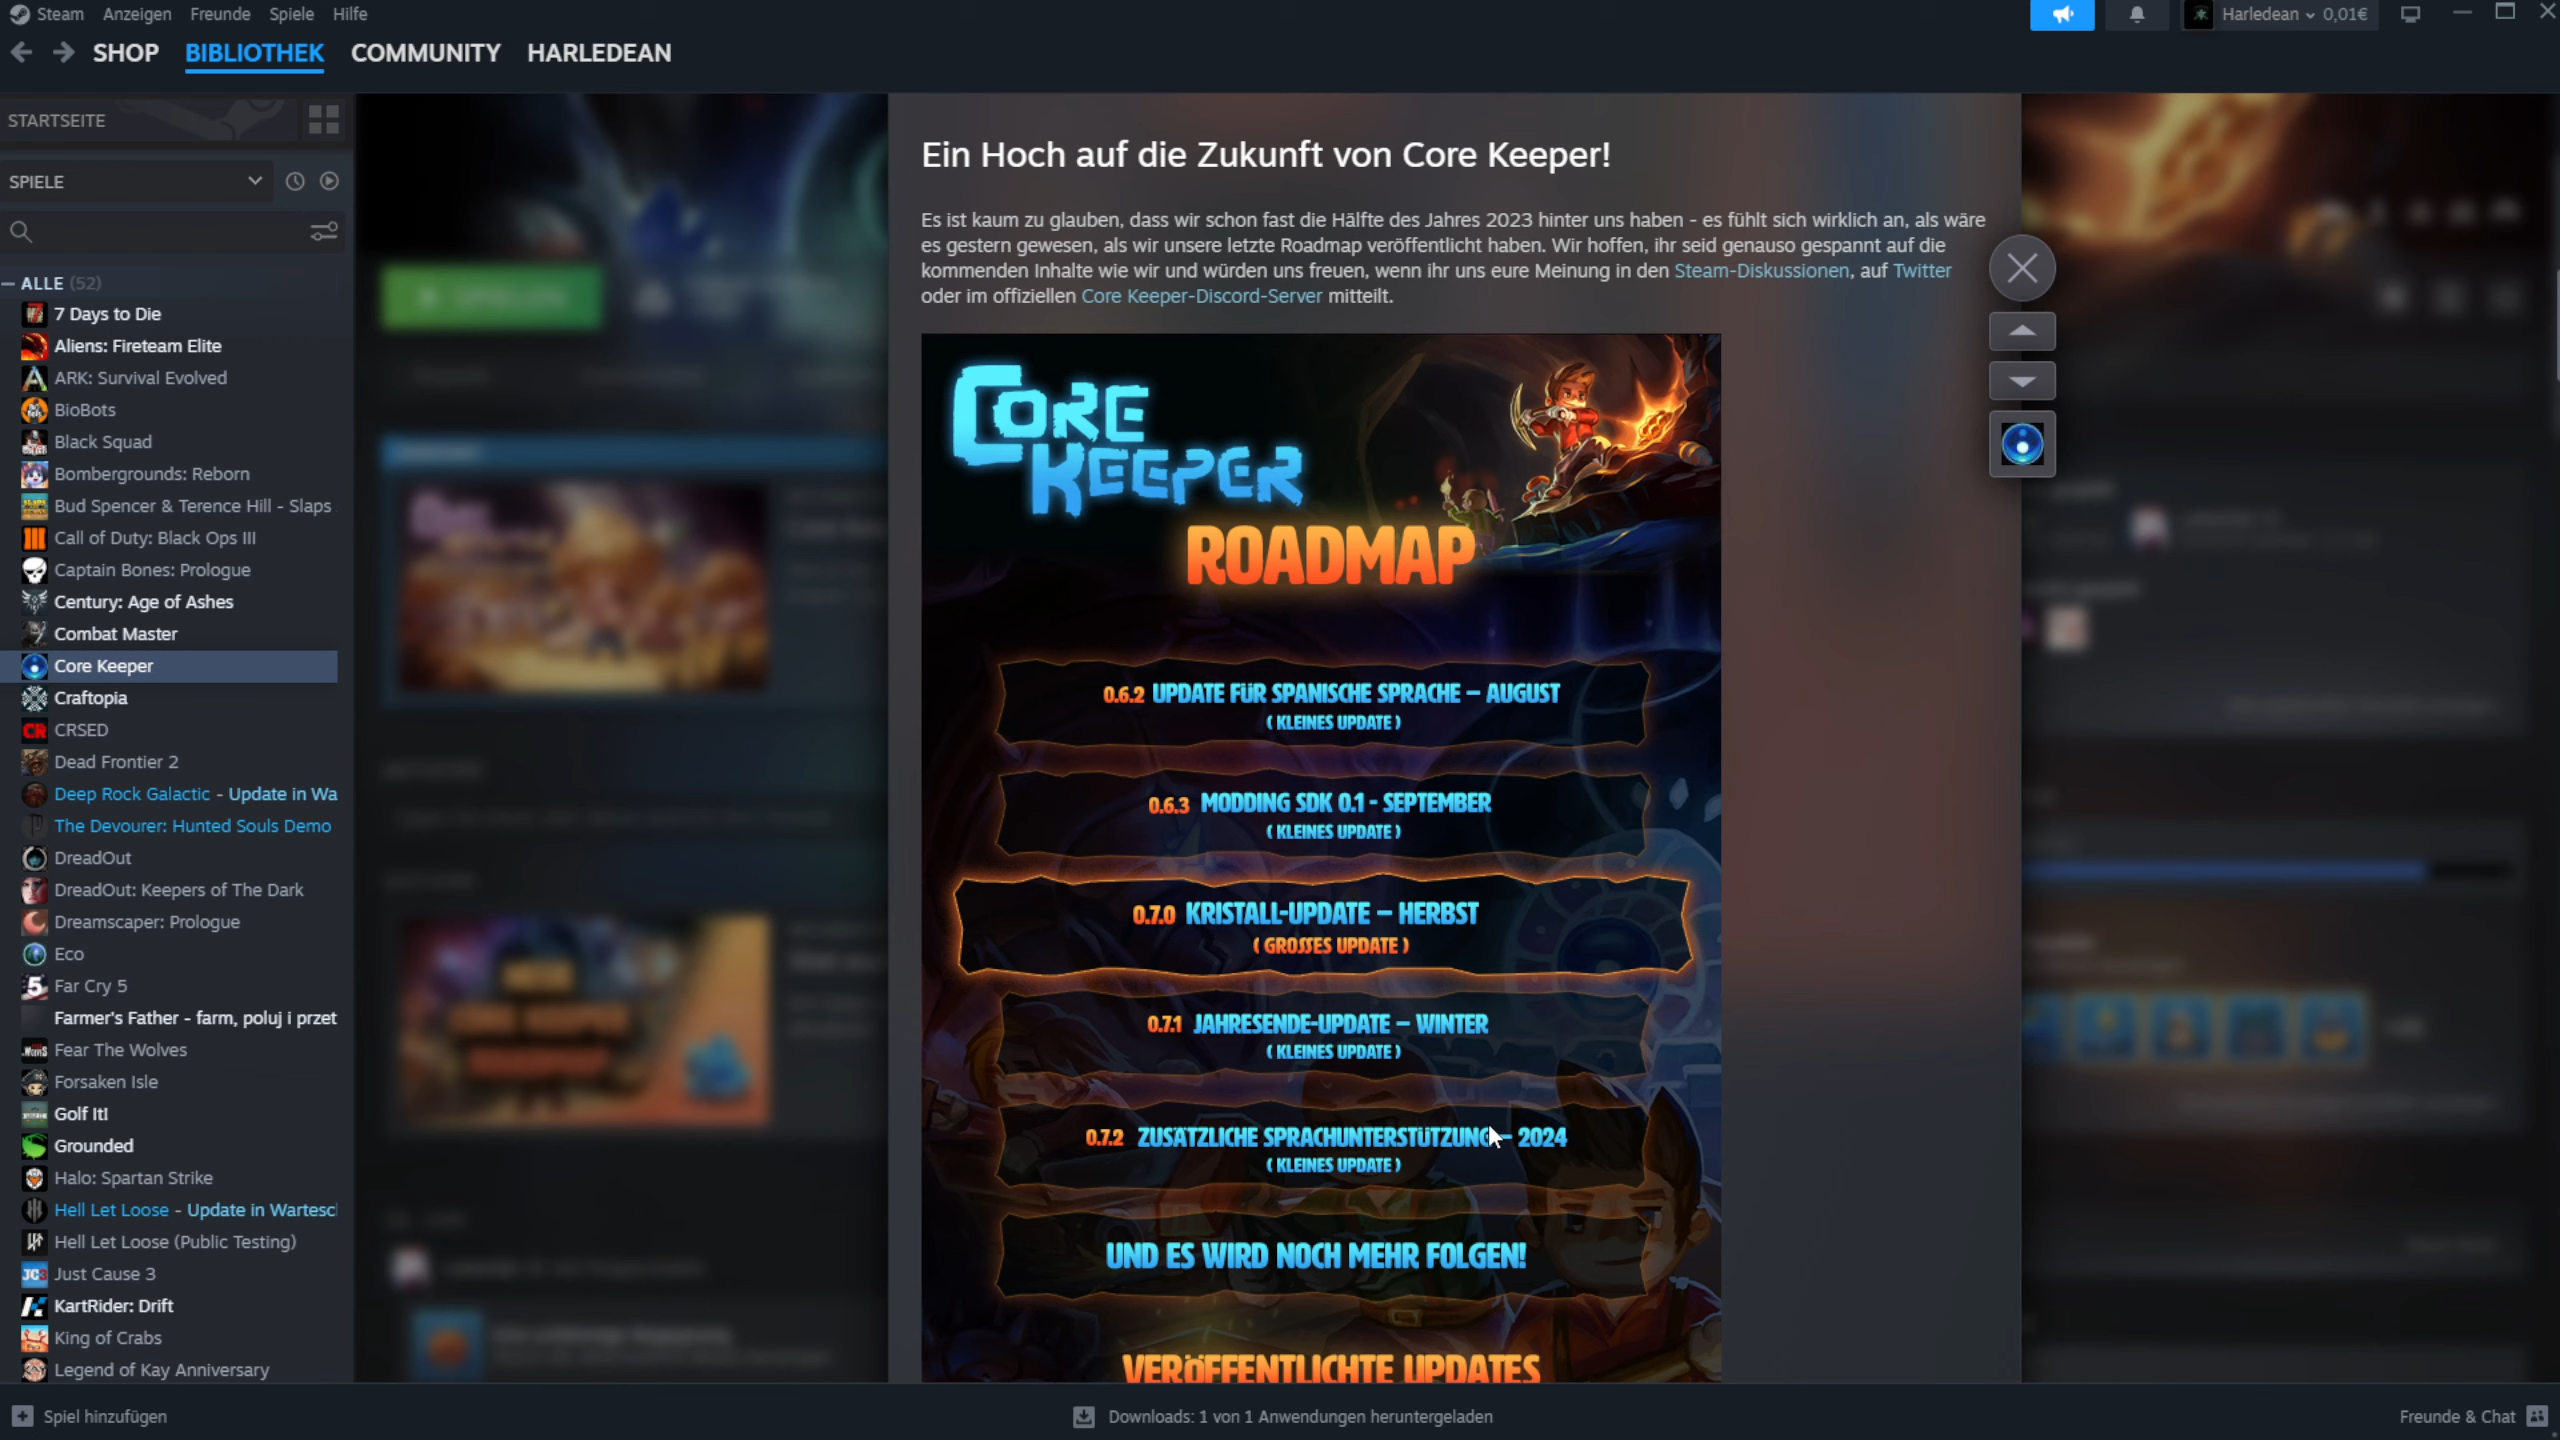 Steam Anzeigen Freunde Spiele Hilfe
Harledean 0,01€
SHOP BIBLIOTHEK COMMUNITY HARLEDEAN
STARTSEITE
SPIELE
ALLE (52)
7 Days to Die
Aliens: Fireteam Elite
ARK: Survival Evolved
BioBots
Black Squad
Bombergrounds: Reborn
Bud Spencer & Terence Hill - Slaps
Call of Duty: Black Ops III
Captain Bones: Prologue
Century: Age of Ashes
Combat Master
Core Keeper
Craftopia
CRSED
Dead Frontier 2
Deep Rock Galactic - Update in Wa
The Devourer: Hunted Souls Demo
DreadOut
DreadOut: Keepers of The Dark
Dreamscaper: Prologue
Eco
Far Cry 5
Farmer's Father - farm, poluj i przet
Fear The Wolves
Forsaken Isle
Golf It!
Grounded
Halo: Spartan Strike
Hell Let Loose - Update in Wartesc
Hell Let Loose (Public Testing)
Just Cause 3
KartRider: Drift
King of Crabs
Legend of Kay Anniversary
Ein Hoch auf die Zukunft von Core Keeper!
Es ist kaum zu glauben, dass wir schon fast die Hälfte des Jahres 2023 hinter uns haben - es fühlt sich wirklich an, als wäre
es gestern gewesen, als wir unsere letzte Roadmap veröffentlicht haben. Wir hoffen, ihr seid genauso gespannt auf die
kommenden Inhalte wie wir und würden uns freuen, wenn ihr uns eure Meinung in den Steam-Diskussionen, auf Twitter
oder im offiziellen Core Keeper-Discord-Server mitteilt.
CORE
KEEPER
ROADMAP
0.6.2 UPDATE FÜR SPANISCHE SPRACHE – AUGUST
( KLEINES UPDATE )
0.6.3 MODDING SDK 0.1 - SEPTEMBER
( KLEINES UPDATE )
0.7.0 KRISTALL-UPDATE – HERBST
( GROSSES UPDATE )
0.7.1 JAHRESENDE-UPDATE – WINTER
( KLEINES UPDATE )
0.7.2 ZUSÄTZLICHE SPRACHUNTERSTÜTZUNG – 2024
( KLEINES UPDATE )
UND ES WIRD NOCH MEHR FOLGEN!
VERÖFFENTLICHTE UPDATES
Spiel hinzufügen
Downloads: 1 von 1 Anwendungen heruntergeladen
Freunde & Chat